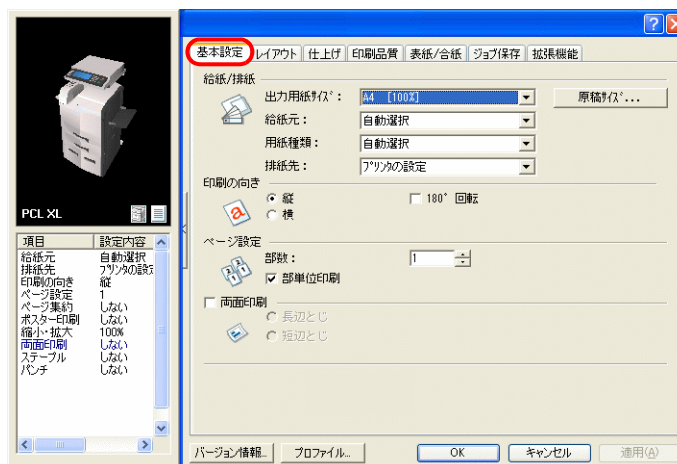 基本設定 レイアウト 仕上げ 印刷品質 表紙/合紙 ジョブ保存 拡張機能
給紙/排紙
出力用紙ｻｲｽﾞ: A4 [100%] 原稿ｻｲｽﾞ...
給紙元: 自動選択
用紙種類: 自動選択
排紙先: ﾌﾟﾘﾝﾀの設定
印刷の向き
縦 180° 回転
横
ページ設定
部数: 1
部単位印刷
両面印刷
長辺とじ
短辺とじ
PCL XL
項目 設定内容
給紙元 自動選択
排紙先 ﾌﾟﾘﾝﾀの設定
印刷の向き 縦
ページ設定 1
ページ集約 しない
ポスター印刷 しない
縮小・拡大 100%
両面印刷 しない
ステープル しない
パンチ しない
バージョン情報... プロファイル... OK キャンセル 適用(A)